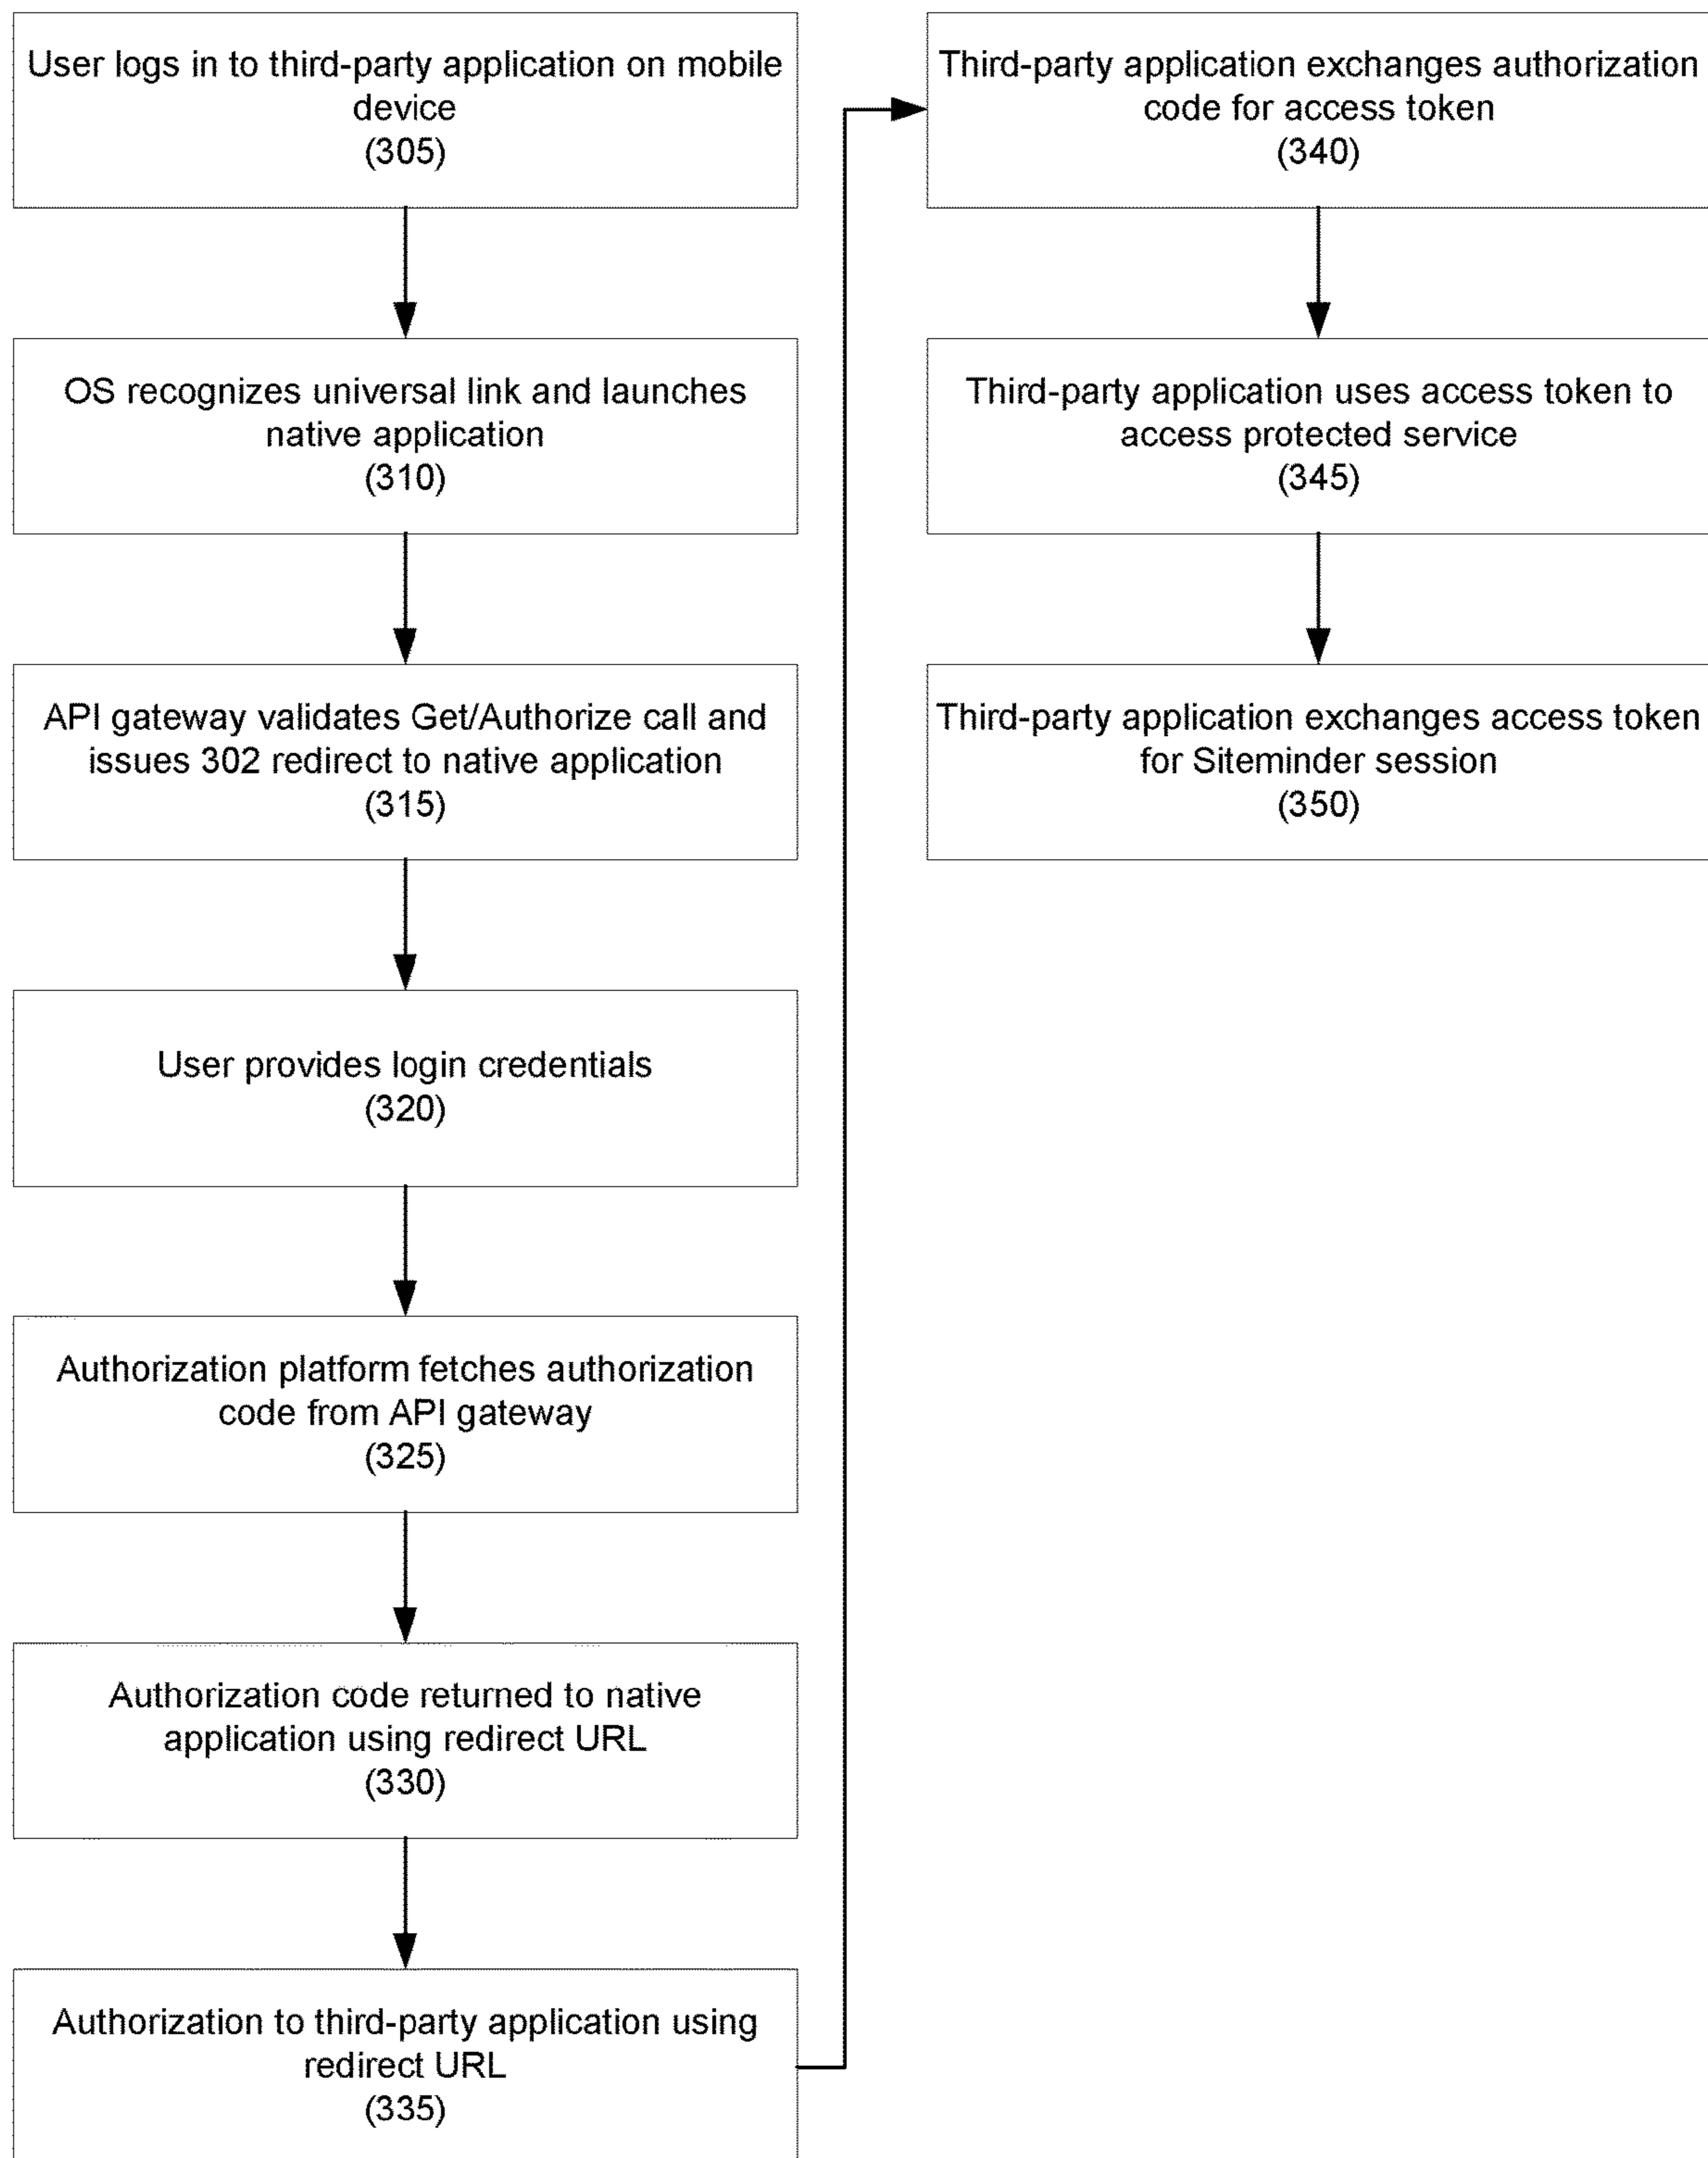 User logs in to third-party application on mobile
device
(305)
OS recognizes universal link and launches
native application
(310)
API gateway validates Get/Authorize call and
issues 302 redirect to native application
(315)
User provides login credentials
(320)
Authorization platform fetches authorization
code from API gateway
(325)
Authorization code returned to native
application using redirect URL
(330)
Authorization to third-party application using
redirect URL
(335)
Third-party application exchanges authorization
code for access token
(340)
Third-party application uses access token to
access protected service
(345)
Third-party application exchanges access token
for Siteminder session
(350)